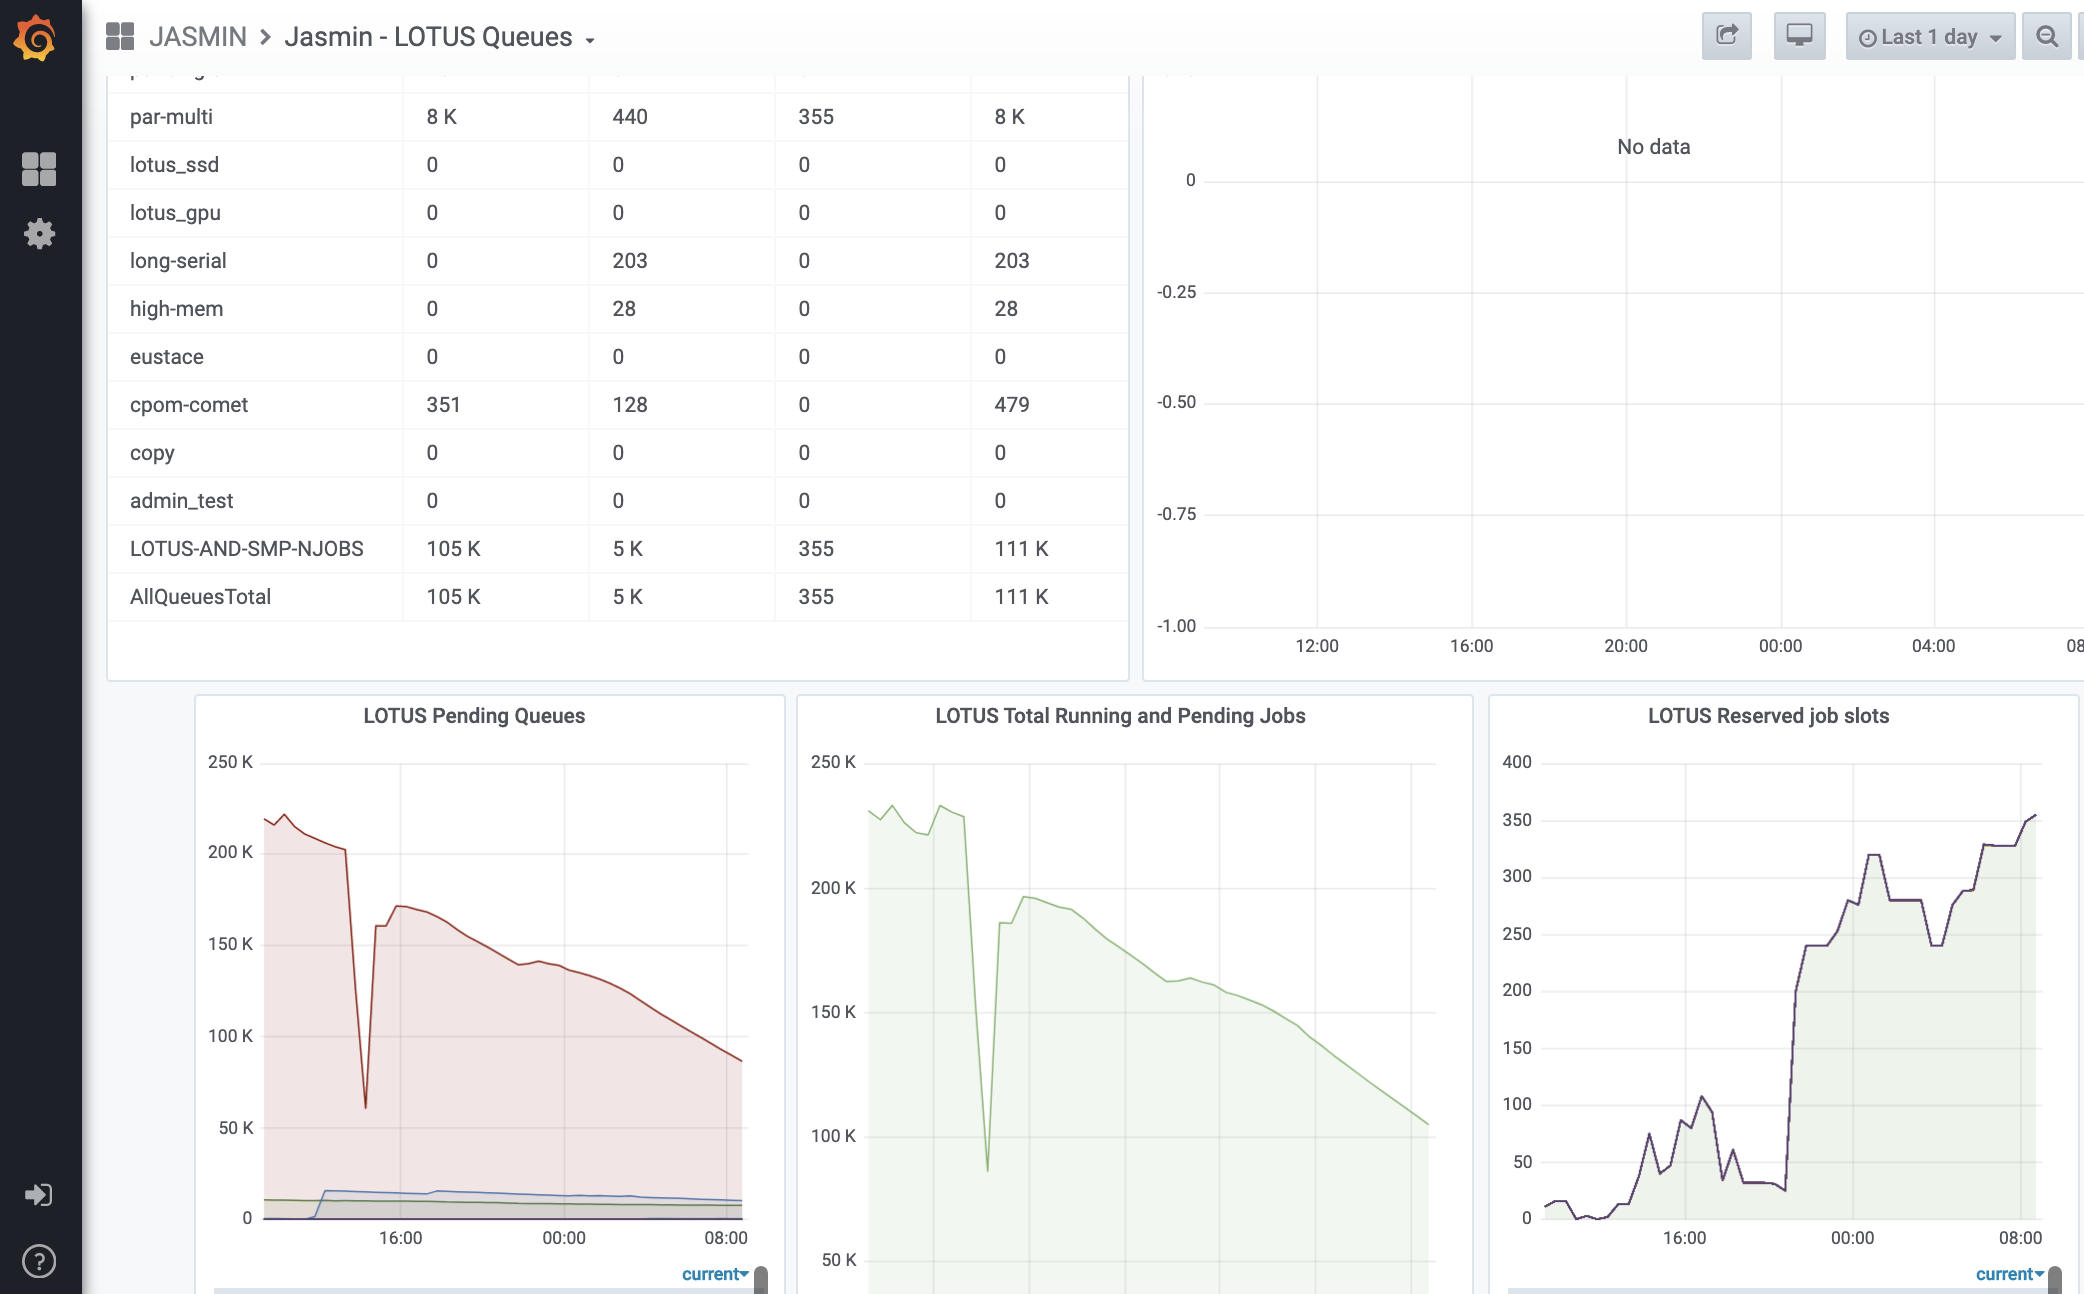 JASMIN > Jasmin - LOTUS Queues
Last 1 day
par-multi 8 K 440 355 8 K
lotus_ssd 0 0 0 0
lotus_gpu 0 0 0 0
long-serial 0 203 0 203
high-mem 0 28 0 28
eustace 0 0 0 0
cpom-comet 351 128 0 479
copy 0 0 0 0
admin_test 0 0 0 0
LOTUS-AND-SMP-NJOBS 105 K 5 K 355 111 K
AllQueuesTotal 105 K 5 K 355 111 K
No data
0
-0.25
-0.50
-0.75
-1.00
12:00 16:00 20:00 00:00 04:00 08
LOTUS Pending Queues
250 K
200 K
150 K
100 K
50 K
0
16:00 00:00 08:00
current
LOTUS Total Running and Pending Jobs
250 K
200 K
150 K
100 K
50 K
LOTUS Reserved job slots
400
350
300
250
200
150
100
50
0
16:00 00:00 08:00
current
?